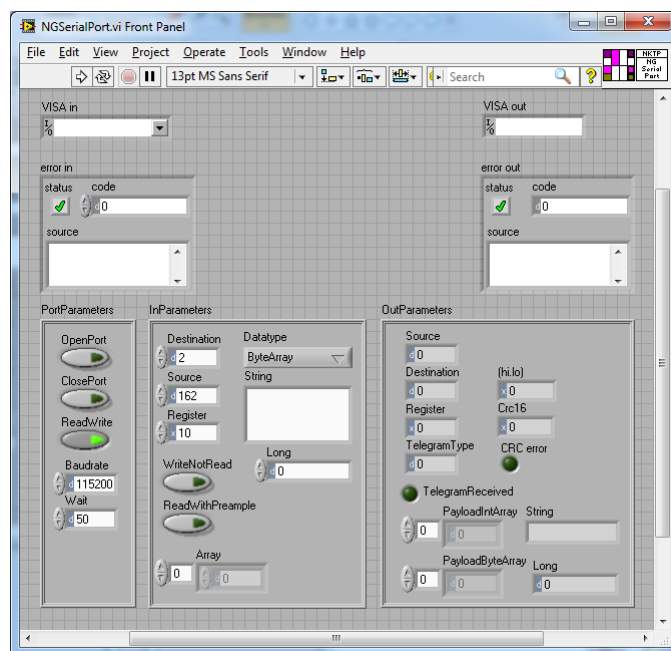 NGSerialPort.vi Front Panel
File Edit View Project Operate Tools Window Help
13pt MS Sans Serif
Search
NKTP
NG
Serial
Port
VISA in
VISA out
error in
error out
status code
d 0
status code
d 0
source
source
PortParameters
InParameters
OutParameters
OpenPort
ClosePort
ReadWrite
Baudrate
d 115200
Wait
d 50
Destination
d 2
Source
d 162
Register
x 10
WriteNotRead
ReadWithPreample
Array
0
d 0
Datatype
ByteArray
String
Long
d 0
Source
d 0
Destination
d 0
(hi.lo)
x 0
Register
x 0
Crc16
x 0
TelegramType
d 0
CRC error
TelegramReceived
PayloadIntArray
0
d 0
String
PayloadByteArray
0
d 0
Long
d 0